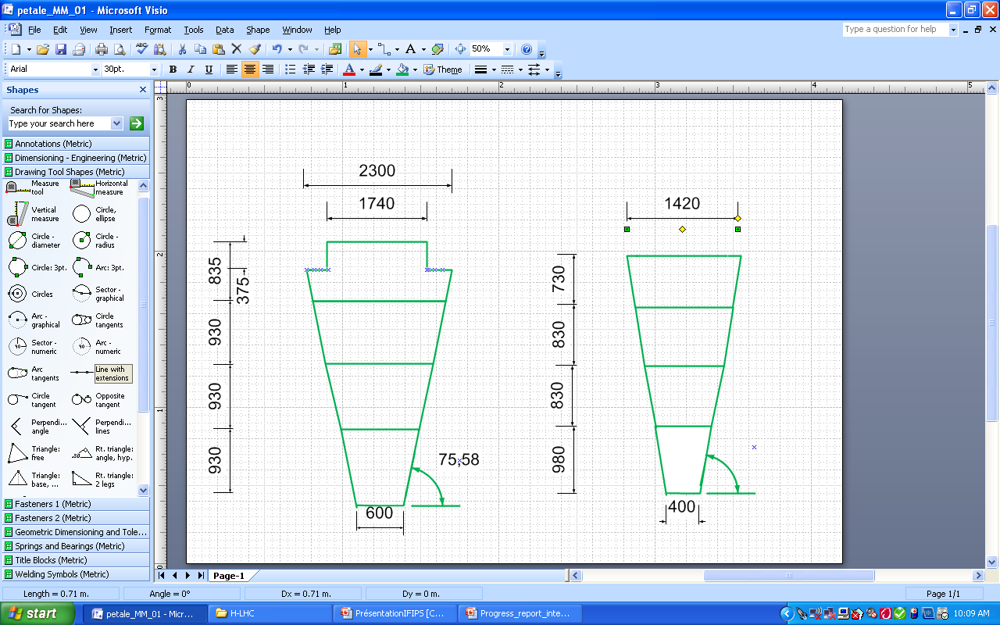 petale_MM_01 - Microsoft Visio
File Edit View Insert Format Tools Data Shape Window Help
Type a question for help
50%
Arial 30pt. B I U Theme
Shapes
Search for Shapes:
Type your search here
Annotations (Metric)
Dimensioning - Engineering (Metric)
Drawing Tool Shapes (Metric)
Measure tool
Horizontal measure
Vertical measure
Circle, ellipse
Circle - diameter
Circle - radius
Circle: 3pt.
Arc: 3pt.
Circles
Sector - graphical
Arc - graphical
Circle tangents
Sector - numeric
Arc - numeric
Arc tangents
Line with extensions
Circle tangent
Opposite tangent
Perpendi... angle
Perpendi... lines
Triangle: free
Rt. triangle: angle, hyp.
Triangle: base, ...
Rt. triangle: 2 legs
Fasteners 1 (Metric)
Fasteners 2 (Metric)
Geometric Dimensioning and Tole...
Springs and Bearings (Metric)
Title Blocks (Metric)
Welding Symbols (Metric)
0 1 2 3 4 5
3
2
1
0
2300
1740
835
375
930
930
930
75,58
600
1420
730
830
830
980
400
Page-1
Length = 0.71 m. Angle = 0° Dx = 0.71 m. Dy = 0 m. Page 1/1
start petale_MM_01 - Micr... H-LHC PrésentationIFIPS [C... Progress_report_inte... 10:09 AM